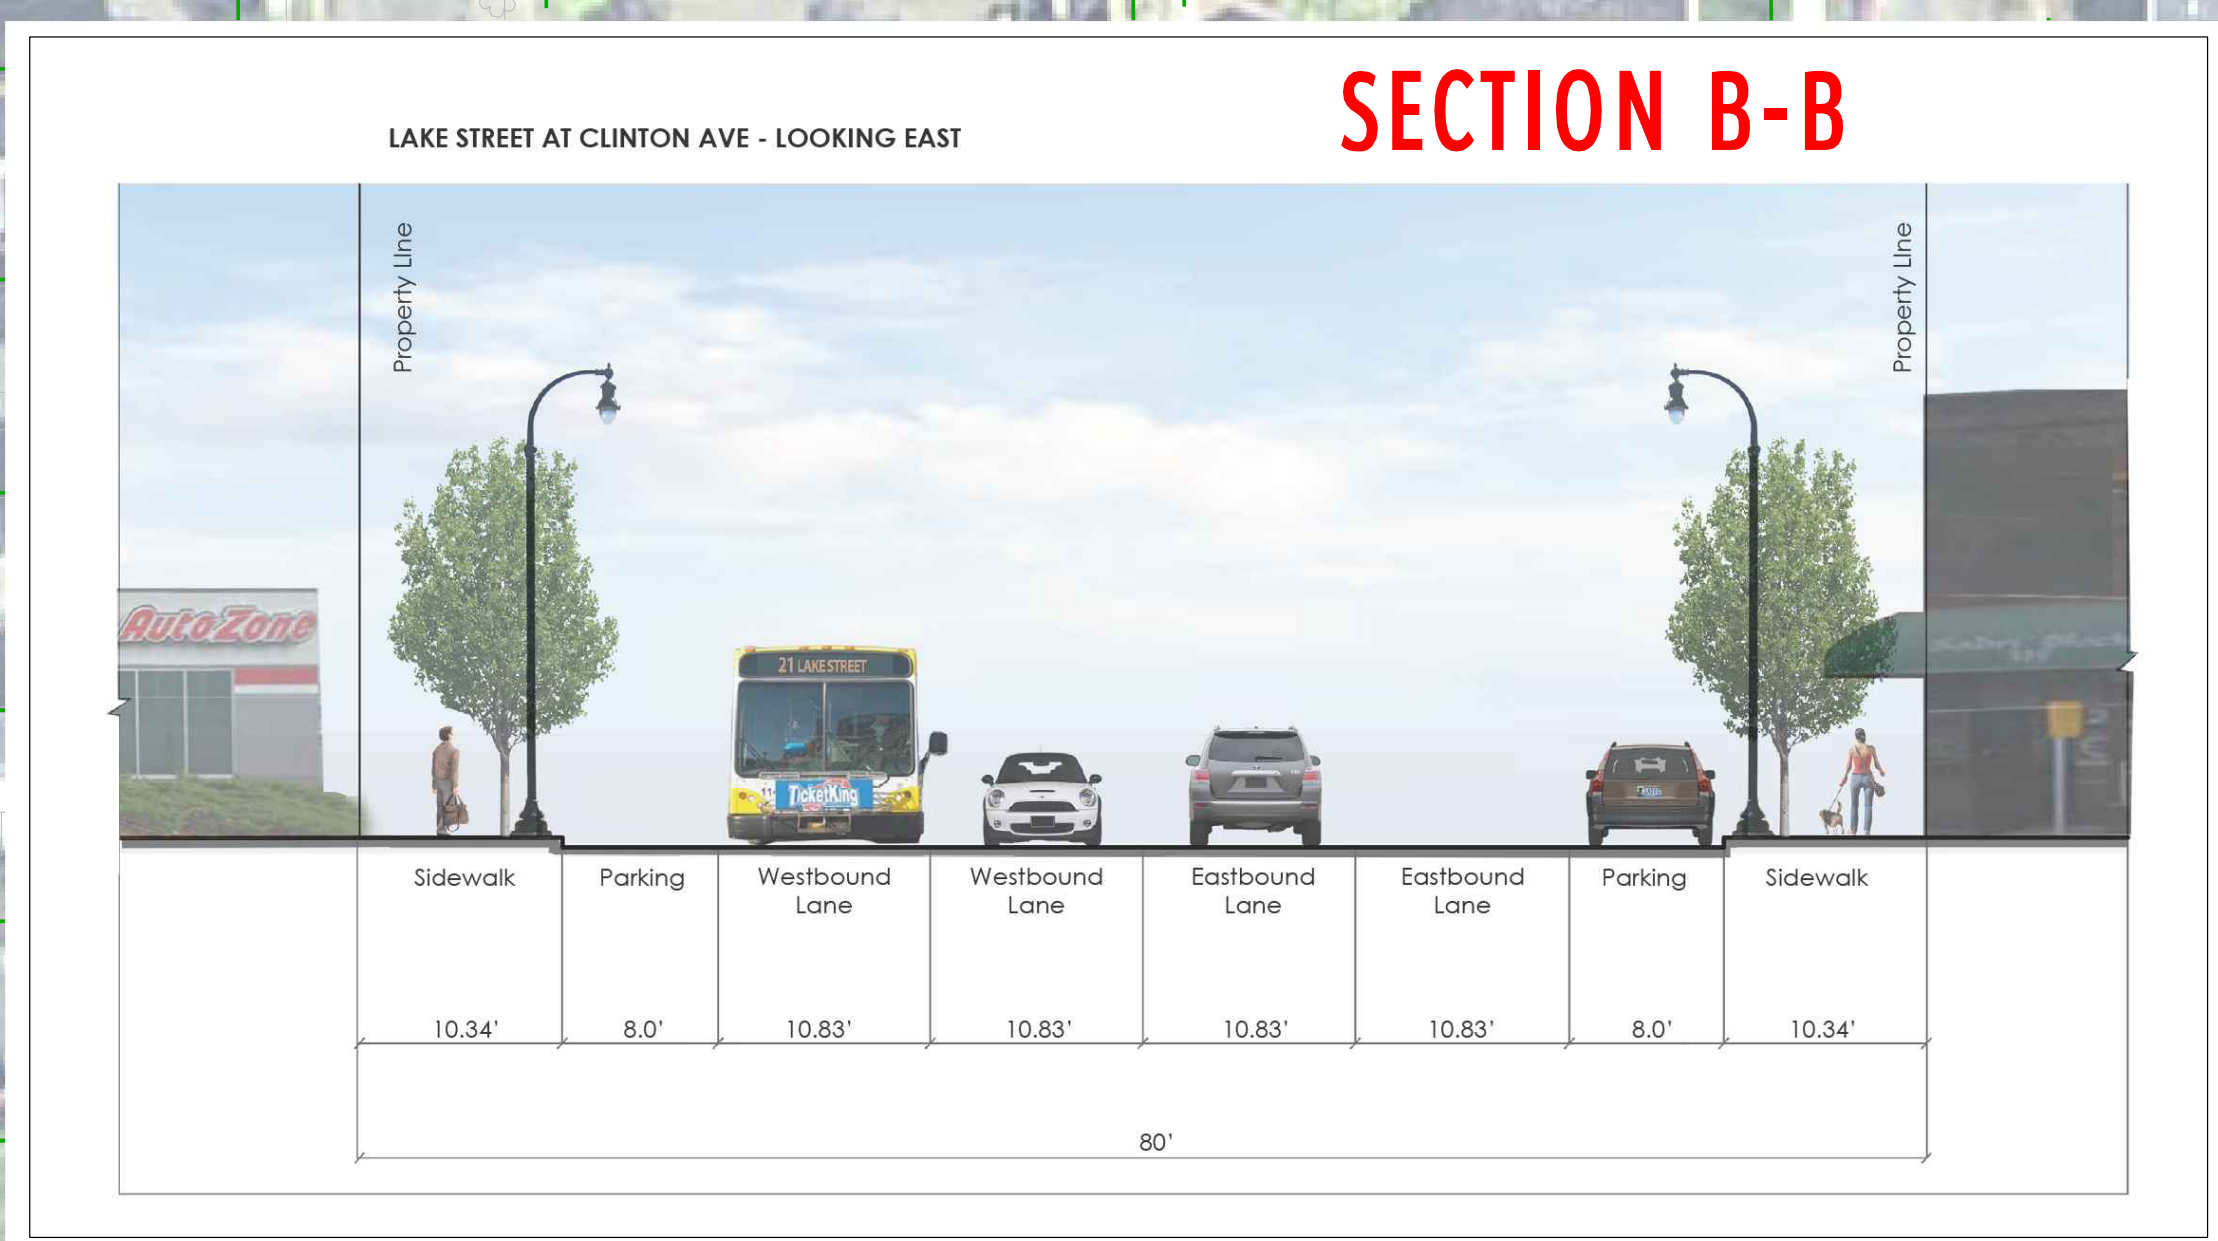 SECTION B-B
LAKE STREET AT CLINTON AVE - LOOKING EAST
Property Line
Property Line
AutoZone
21 LAKE STREET
TicketKing
Sidewalk
Parking
Westbound
Lane
Westbound
Lane
Eastbound
Lane
Eastbound
Lane
Parking
Sidewalk
10.34'
8.0'
10.83'
10.83'
10.83'
10.83'
8.0'
10.34'
80'